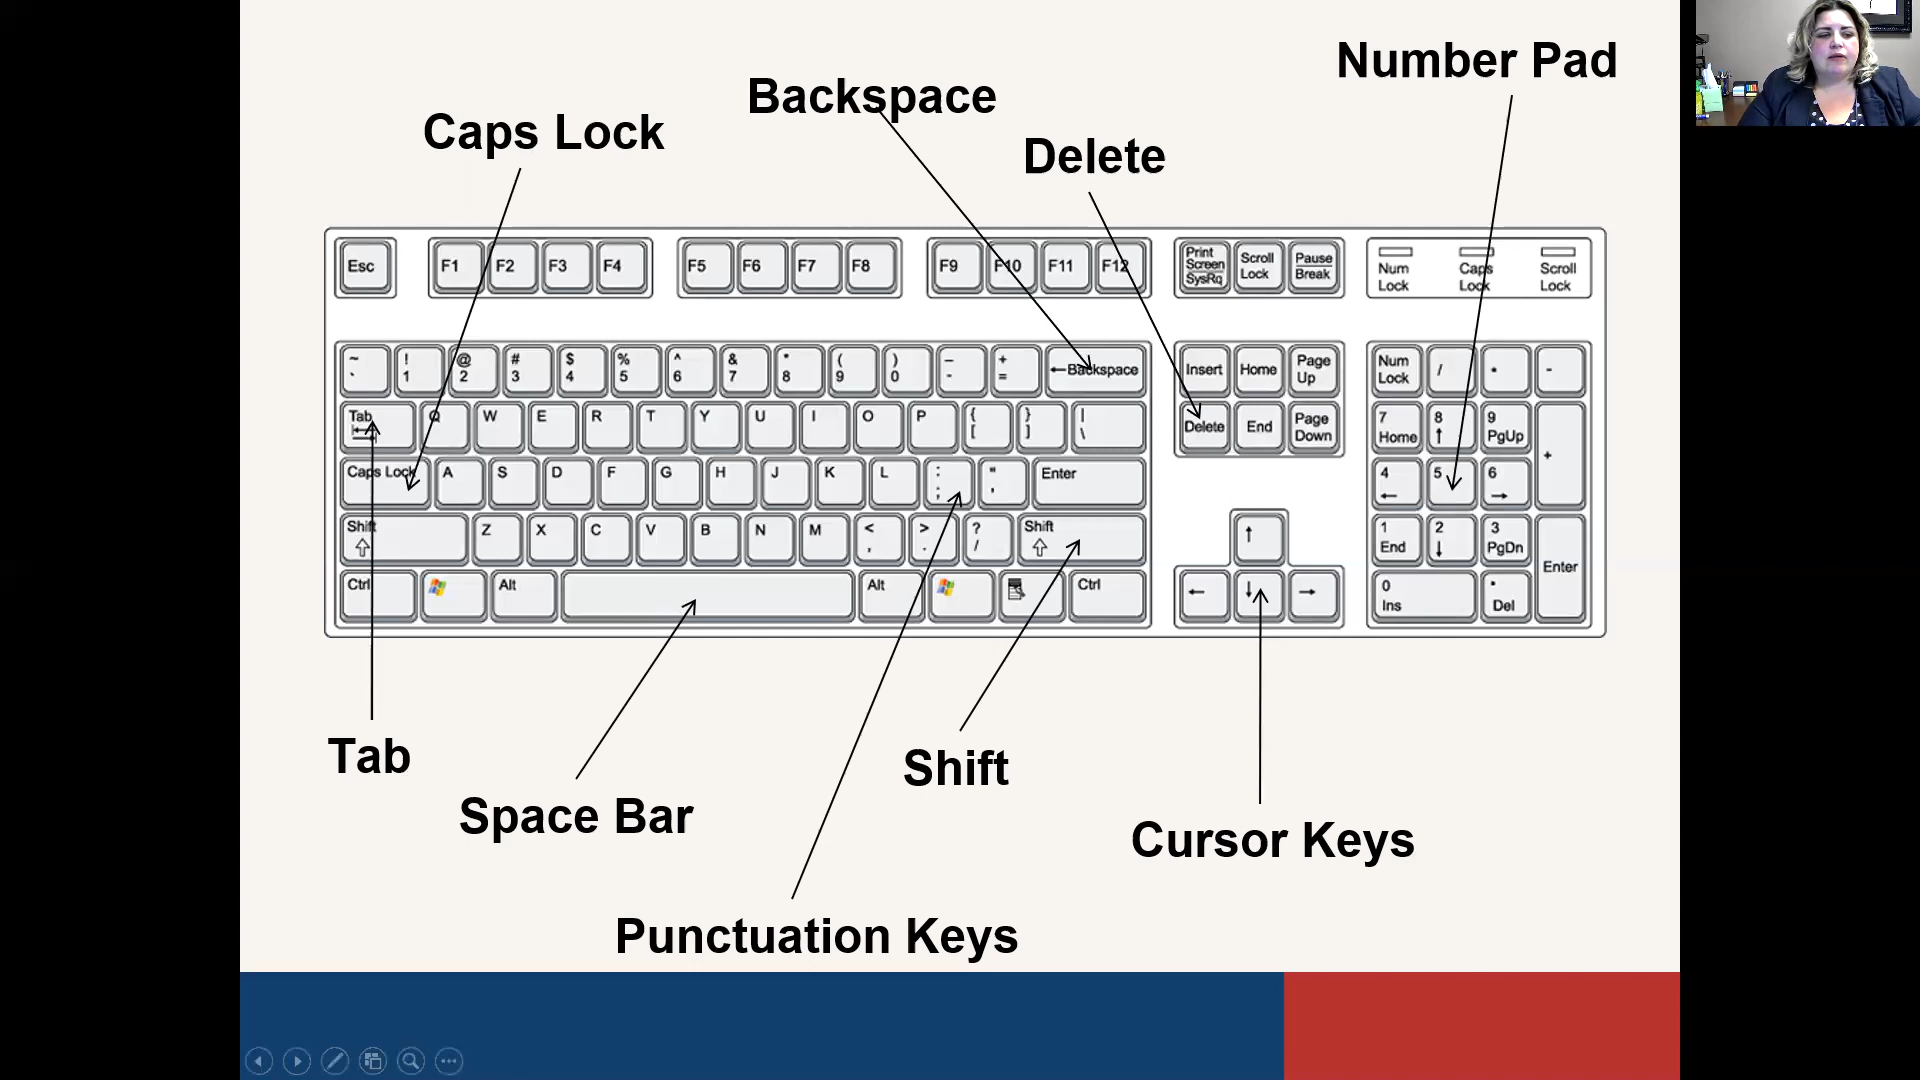 Number Pad
Backspace
Caps Lock
Delete
Esc F1 F2 F3 F4 F5 F6 F7 F8 F9 F10 F11 F12
Print Screen SysRq
Scroll Lock
Pause Break
Num Lock
Caps Lock
Scroll Lock
~ ` ! 1 @ 2 # 3 $ 4 % 5 ^ 6 & 7 * 8 ( 9 ) 0 – - + = ←Backspace
Insert Home Page Up
Num Lock / * -
Tab Q W E R T Y U I O P { [ } ] | \
Delete End Page Down
7 Home 8 ↑ 9 PgUp +
Caps Lock A S D F G H J K L : ; " ' Enter
4 ← 5 6 →
Shift Z X C V B N M < , > . ? / Shift
↑
1 End 2 ↓ 3 PgDn Enter
Ctrl Alt Alt Ctrl
← ↓ →
0 Ins . Del
Tab
Shift
Space Bar
Cursor Keys
Punctuation Keys